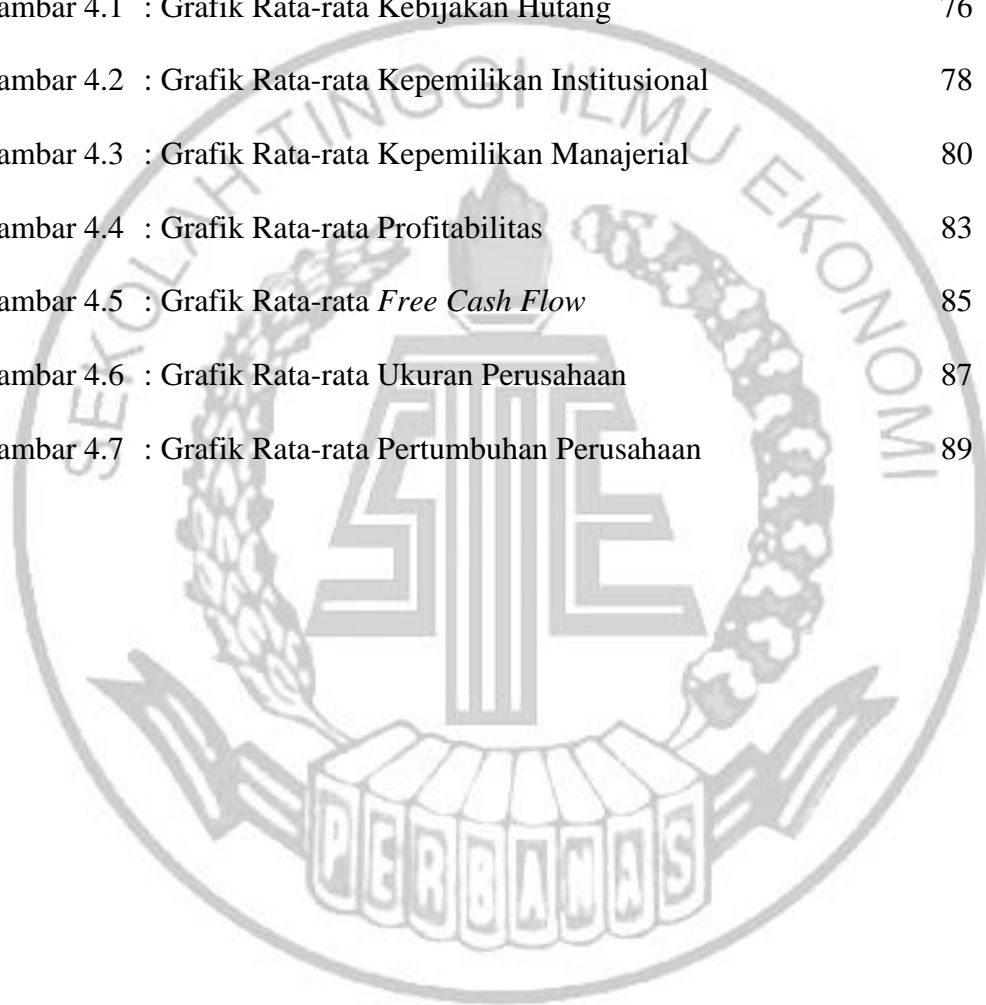 ambar 4.1 : Grafik Rata-rata Kebijakan Hutang 76
ambar 4.2 : Grafik Rata-rata Kepemilikan Institusional 78
ambar 4.3 : Grafik Rata-rata Kepemilikan Manajerial 80
ambar 4.4 : Grafik Rata-rata Profitabilitas 83
ambar 4.5 : Grafik Rata-rata Free Cash Flow 85
ambar 4.6 : Grafik Rata-rata Ukuran Perusahaan 87
ambar 4.7 : Grafik Rata-rata Pertumbuhan Perusahaan 89
SEKOLAH TINGGI ILMU EKONOMI
STIE
PERBANAS